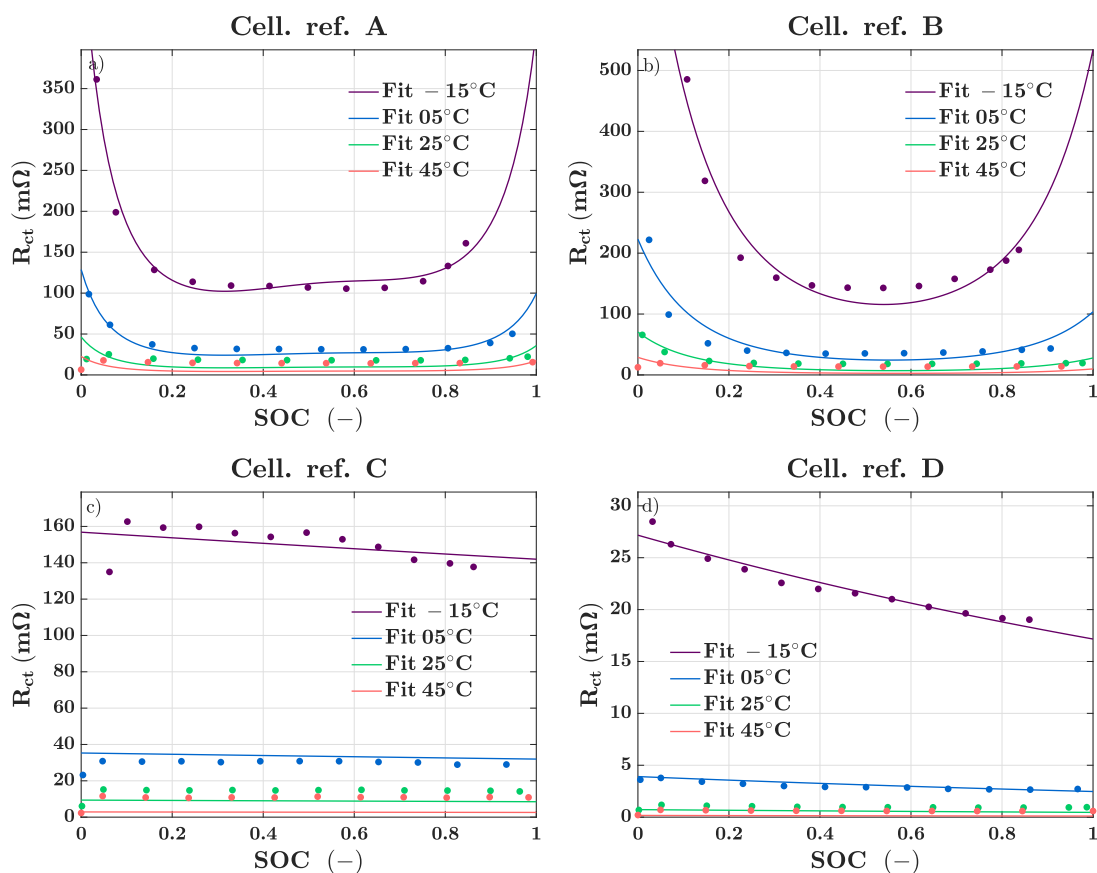 Cell. ref. A
a)
350
300
250
200
150
100
50
0
R_ct (mΩ)
Fit − 15°C
Fit 05°C
Fit 25°C
Fit 45°C
0 0.2 0.4 0.6 0.8 1
SOC (−)
Cell. ref. B
b)
500
400
300
200
100
0
R_ct (mΩ)
Fit − 15°C
Fit 05°C
Fit 25°C
Fit 45°C
0 0.2 0.4 0.6 0.8 1
SOC (−)
Cell. ref. C
c)
160
140
120
100
80
60
40
20
0
R_ct (mΩ)
Fit − 15°C
Fit 05°C
Fit 25°C
Fit 45°C
0 0.2 0.4 0.6 0.8 1
SOC (−)
Cell. ref. D
d)
30
25
20
15
10
5
0
R_ct (mΩ)
Fit − 15°C
Fit 05°C
Fit 25°C
Fit 45°C
0 0.2 0.4 0.6 0.8 1
SOC (−)